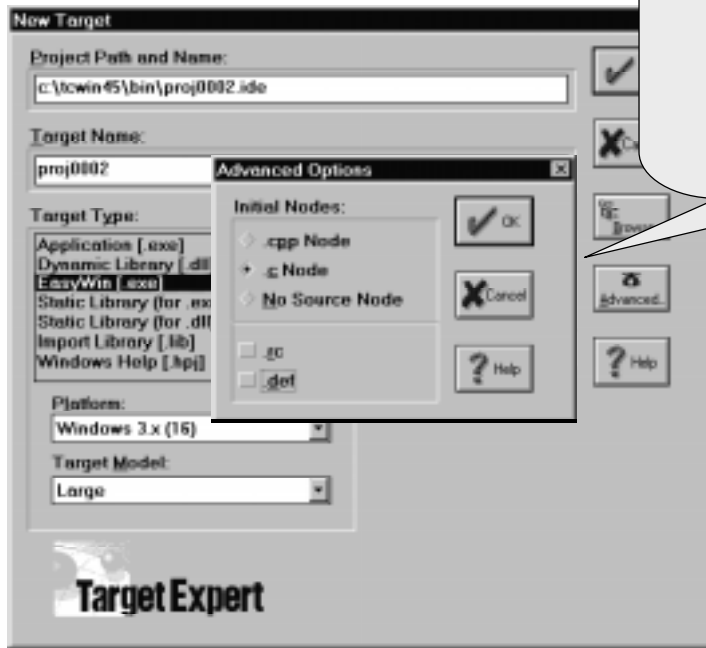 New Target
Project Path and Name:
c:\tcwin45\bin\proj0002.ide
Target Name:
proj0002
Target Type:
Application [.exe]
Dynamic Library [.dll
EasyWin [.exe]
Static Library (for .ex
Static Library (for .dll
Import Library [.lib]
Windows Help [.hpj]
Platform:
Windows 3.x (16)
Target Model:
Large
Target Expert
Advanced Options
Initial Nodes:
.cpp Node
.c Node
No Source Node
.rc
.def
OK
Cancel
Help
Advanced..
Help